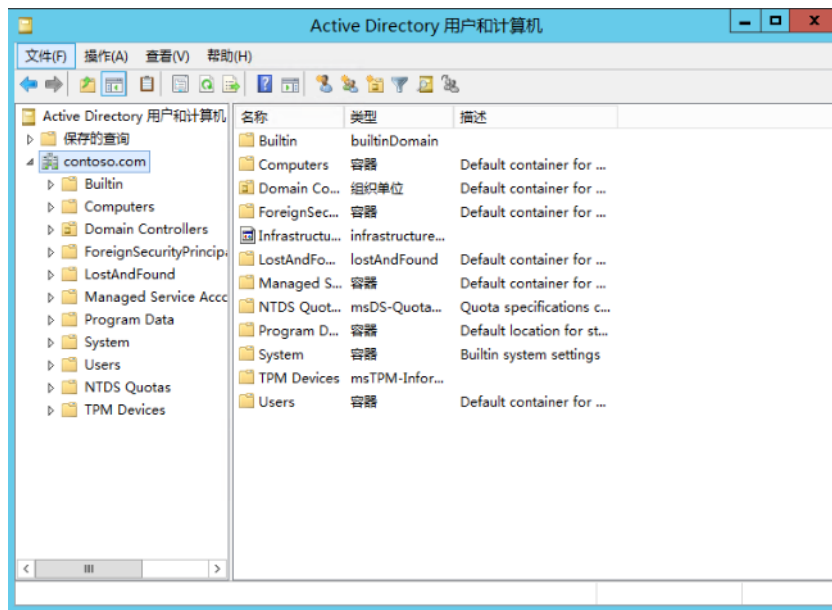 Active Directory 用户和计算机
文件(F) 操作(A) 查看(V) 帮助(H)
Active Directory 用户和计算机
保存的查询
contoso.com
Builtin
Computers
Domain Controllers
ForeignSecurityPrincipa
LostAndFound
Managed Service Acco
Program Data
System
Users
NTDS Quotas
TPM Devices
名称 类型 描述
Builtin builtinDomain
Computers 容器 Default container for ...
Domain Co... 组织单位 Default container for ...
ForeignSec... 容器 Default container for ...
Infrastructu... infrastructure...
LostAndFo... lostAndFound Default container for ...
Managed S... 容器 Default container for ...
NTDS Quot... msDS-Quota... Quota specifications c...
Program D... 容器 Default location for st...
System 容器 Builtin system settings
TPM Devices msTPM-Infor...
Users 容器 Default container for ...